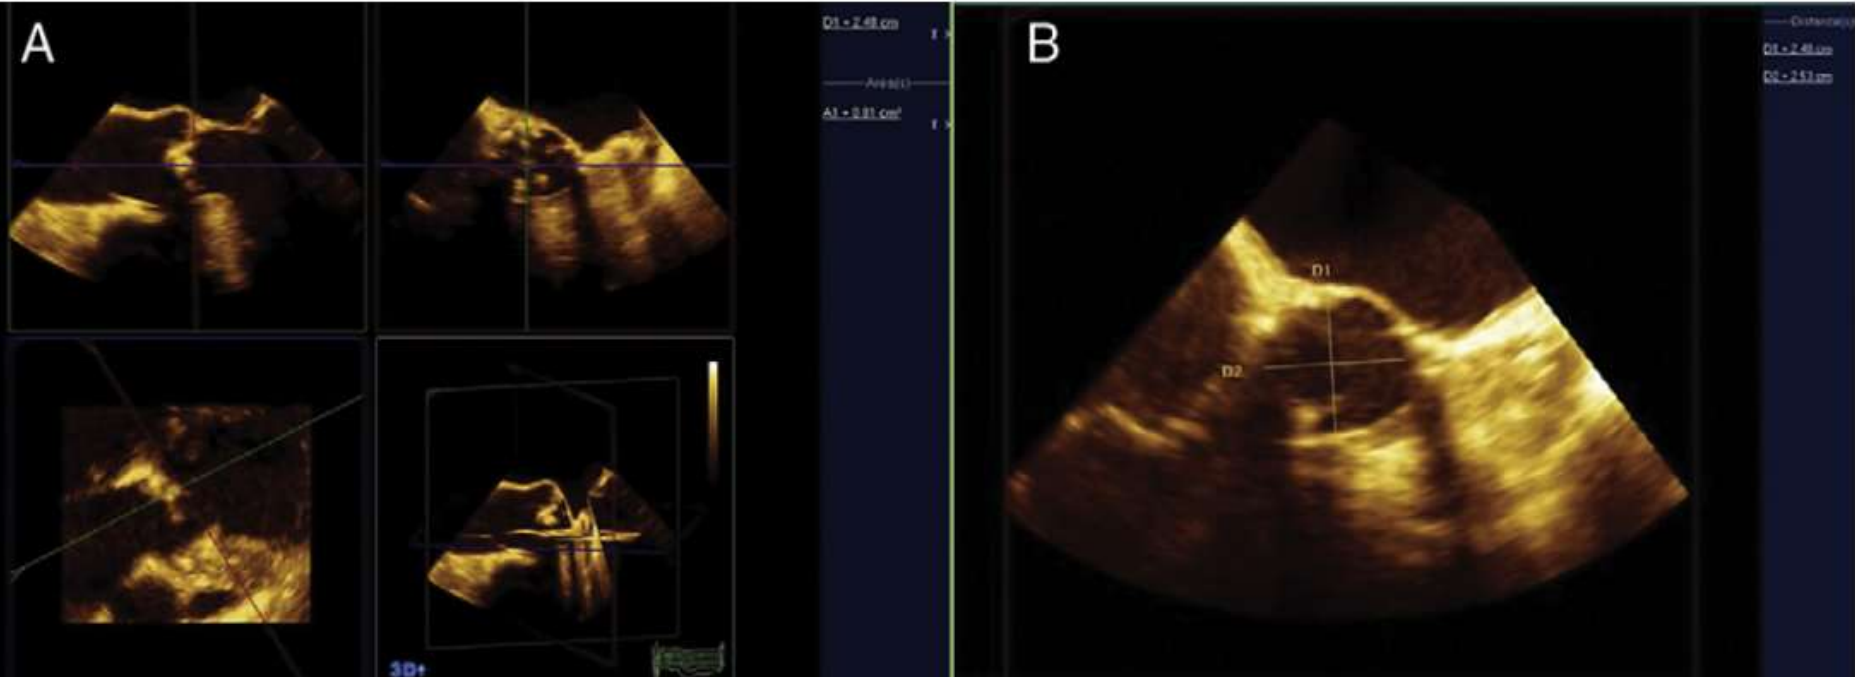 A
D1 = 2.48 cm
Area(s)
A1 = 0.81 cm²
3D+
B
D1
D2
Distance(s)
D1 = 2.48 cm
D2 = 2.53 cm